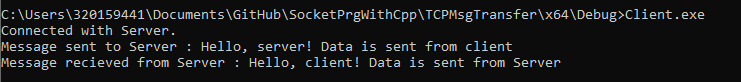 C:\Users\320159441\Documents\GitHub\SocketPrgWithCpp\TCPMsgTransfer\x64\Debug>Client.exe
Connected with Server.
Message sent to Server : Hello, server! Data is sent from client
Message recieved from Server : Hello, client! Data is sent from Server